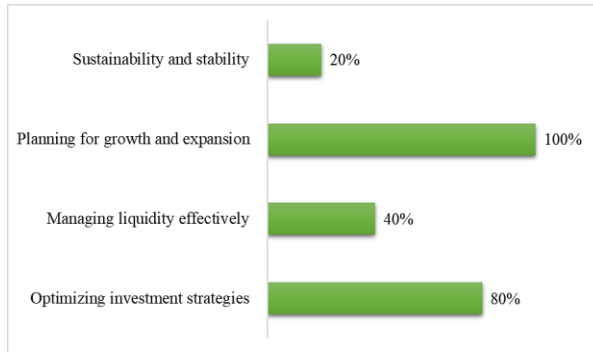 Sustainability and stability
20%
Planning for growth and expansion
100%
Managing liquidity effectively
40%
Optimizing investment strategies
80%